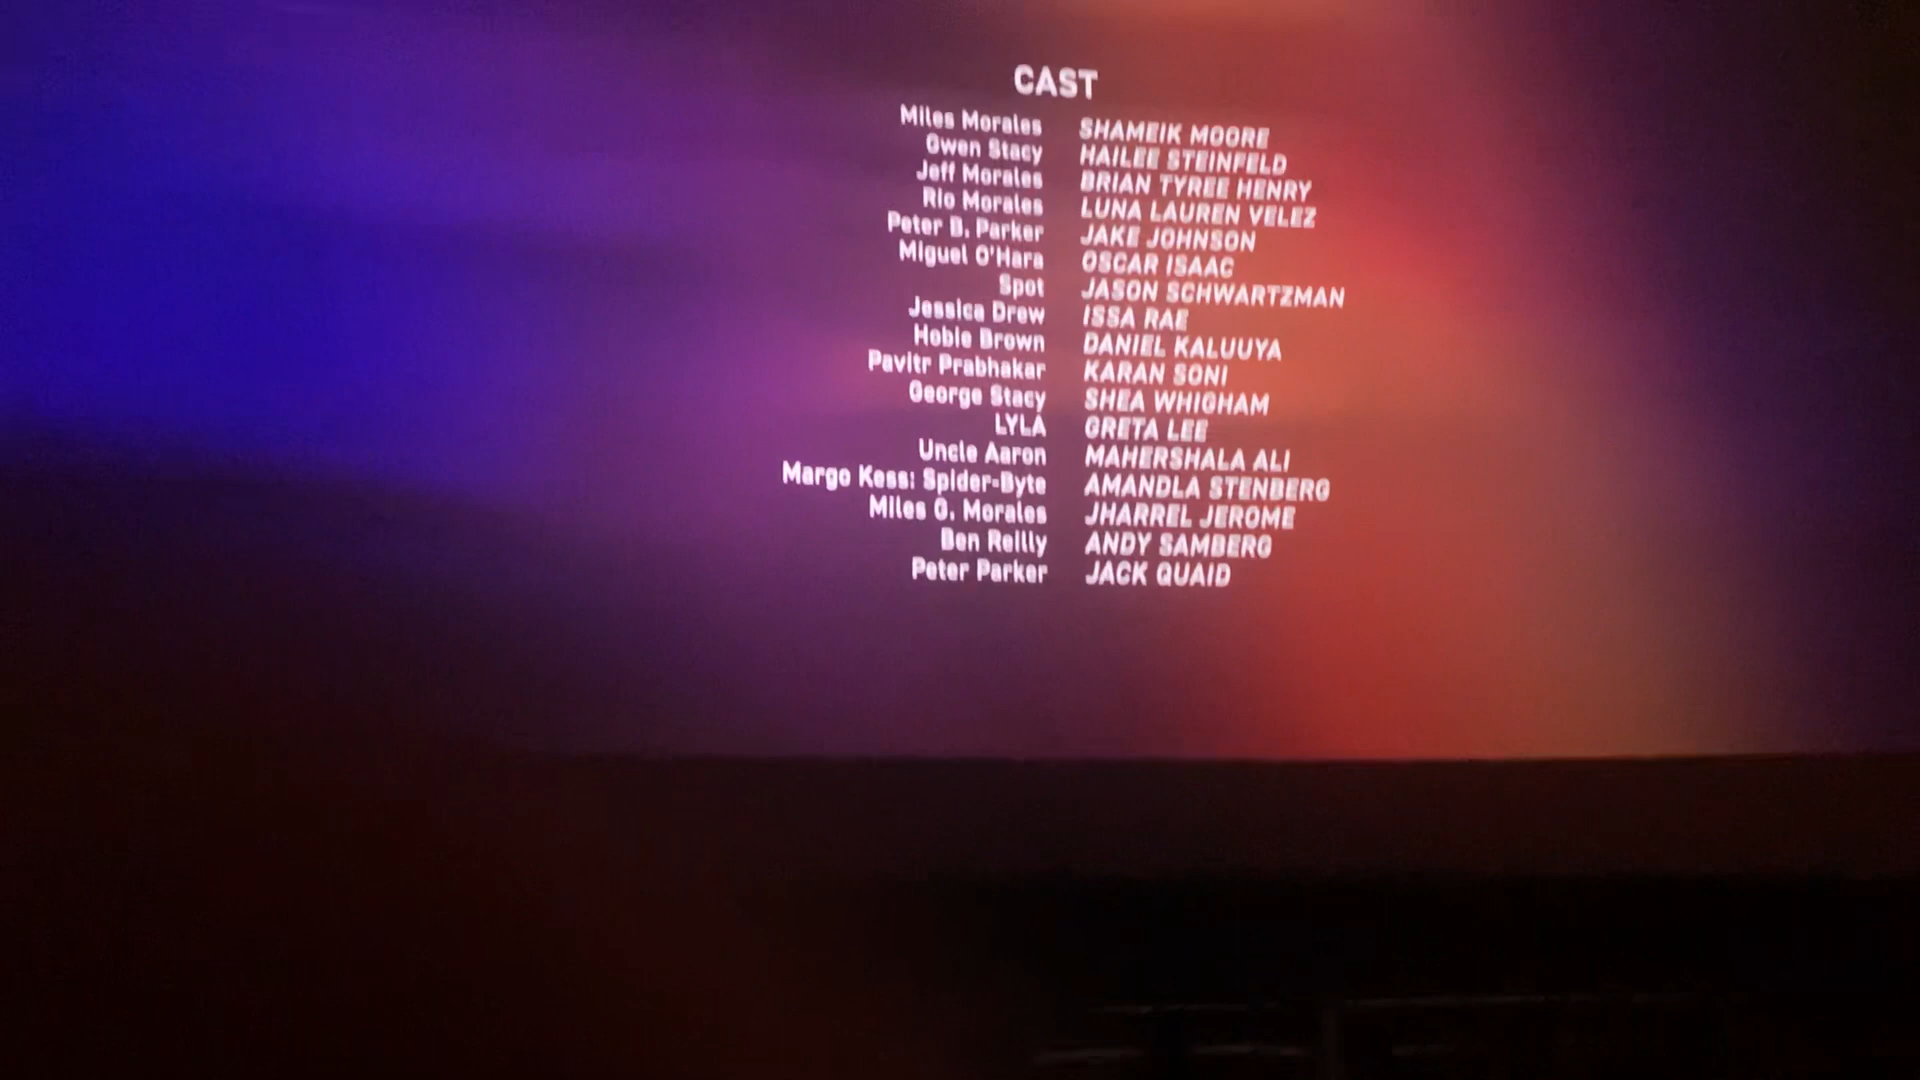 CAST
Miles Morales SHAMEIK MOORE
Gwen Stacy HAILEE STEINFELD
Jeff Morales BRIAN TYREE HENRY
Rio Morales LUNA LAUREN VELEZ
Peter B. Parker JAKE JOHNSON
Miguel O'Hara OSCAR ISAAC
Spot JASON SCHWARTZMAN
Jessica Drew ISSA RAE
Hobie Brown DANIEL KALUUYA
Pavitr Prabhakar KARAN SONI
George Stacy SHEA WHIGHAM
LYLA GRETA LEE
Uncle Aaron MAHERSHALA ALI
Margo Kess: Spider-Byte AMANDLA STENBERG
Miles G. Morales JHARREL JEROME
Ben Reilly ANDY SAMBERG
Peter Parker JACK QUAID